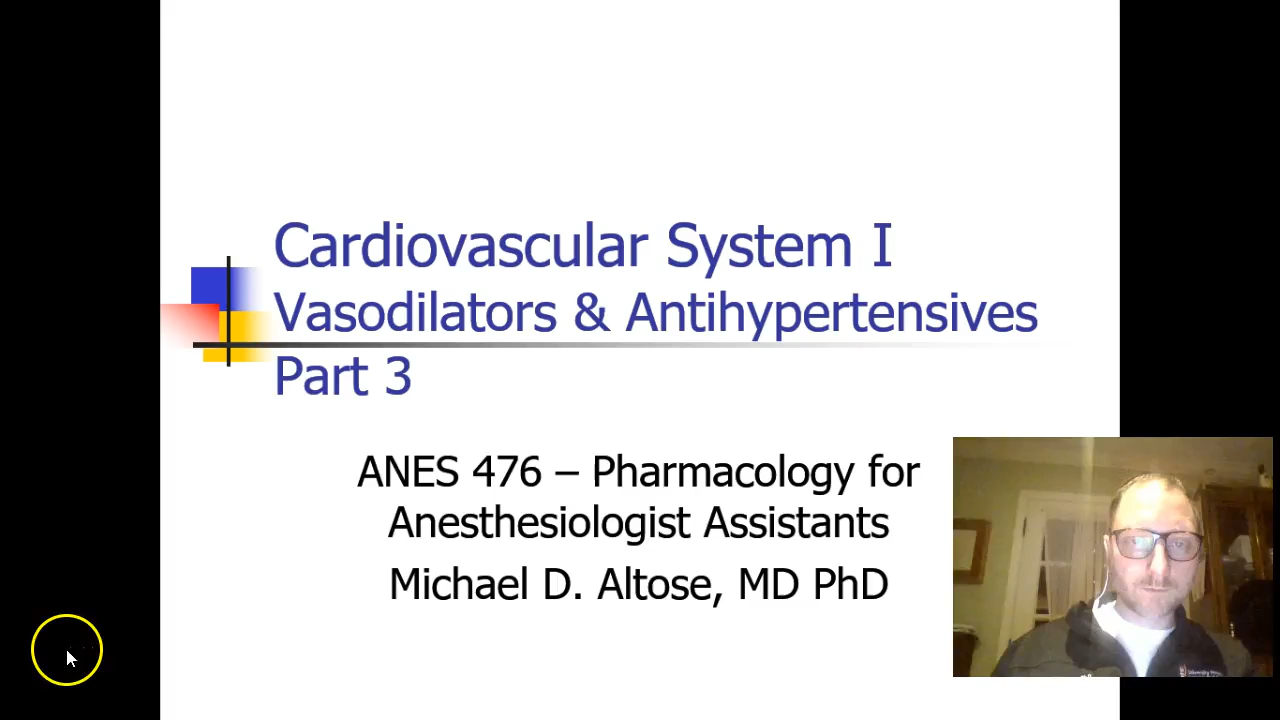 Cardiovascular System I
Vasodilators & Antihypertensives
Part 3
ANES 476 – Pharmacology for
Anesthesiologist Assistants
Michael D. Altose, MD PhD